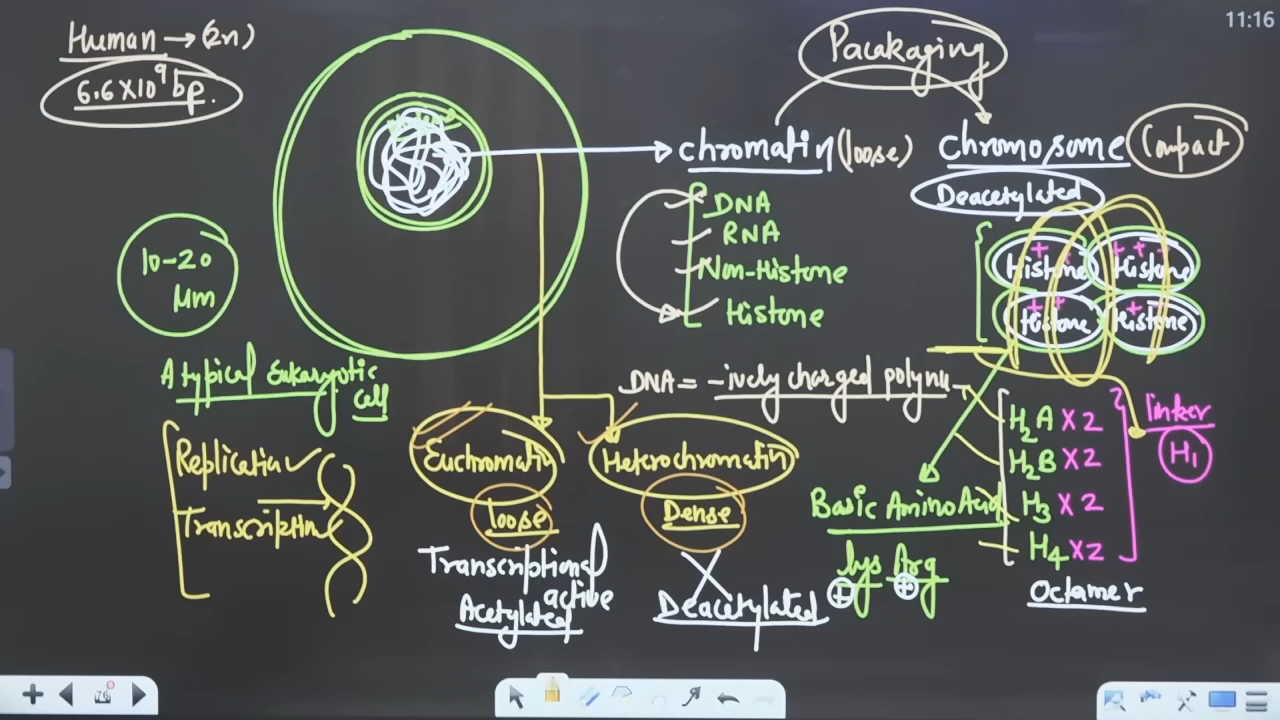 11:16
Human → (2n)
6.6×10⁹ bp.
Pacakaging
chromatin (loose)
chromosome
Compact
Deacetylated
DNA
RNA
Non-Histone
Histone
Histone Histone
Histone Histone
+ + + + + +
10-20
μm
A typical Eukaryotic
Cell
DNA = -ively charged polynu
Replication
Transcription
Euchromatin
loose
Transcriptional
active
Acetylated
Heterochromatin
Dense
Deacetylated
Basic Amino Acid
Lys Arg
⊕ ⊕
H₂A × 2
H₂B × 2
H₃ × 2
H₄ × 2
Octamer
linker
H₁